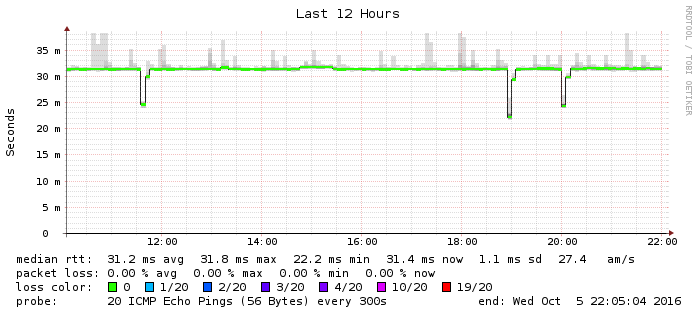 Last 12 Hours
RRDTOOL / TOBI OETIKER
Seconds
35 m
30 m
25 m
20 m
15 m
10 m
5 m
0
12:00 14:00 16:00 18:00 20:00 22:00
median rtt: 31.2 ms avg 31.8 ms max 22.2 ms min 31.4 ms now 1.1 ms sd 27.4 am/s
packet loss: 0.00 % avg 0.00 % max 0.00 % min 0.00 % now
loss color: 0 1/20 2/20 3/20 4/20 10/20 19/20
probe: 20 ICMP Echo Pings (56 Bytes) every 300s end: Wed Oct 5 22:05:04 2016